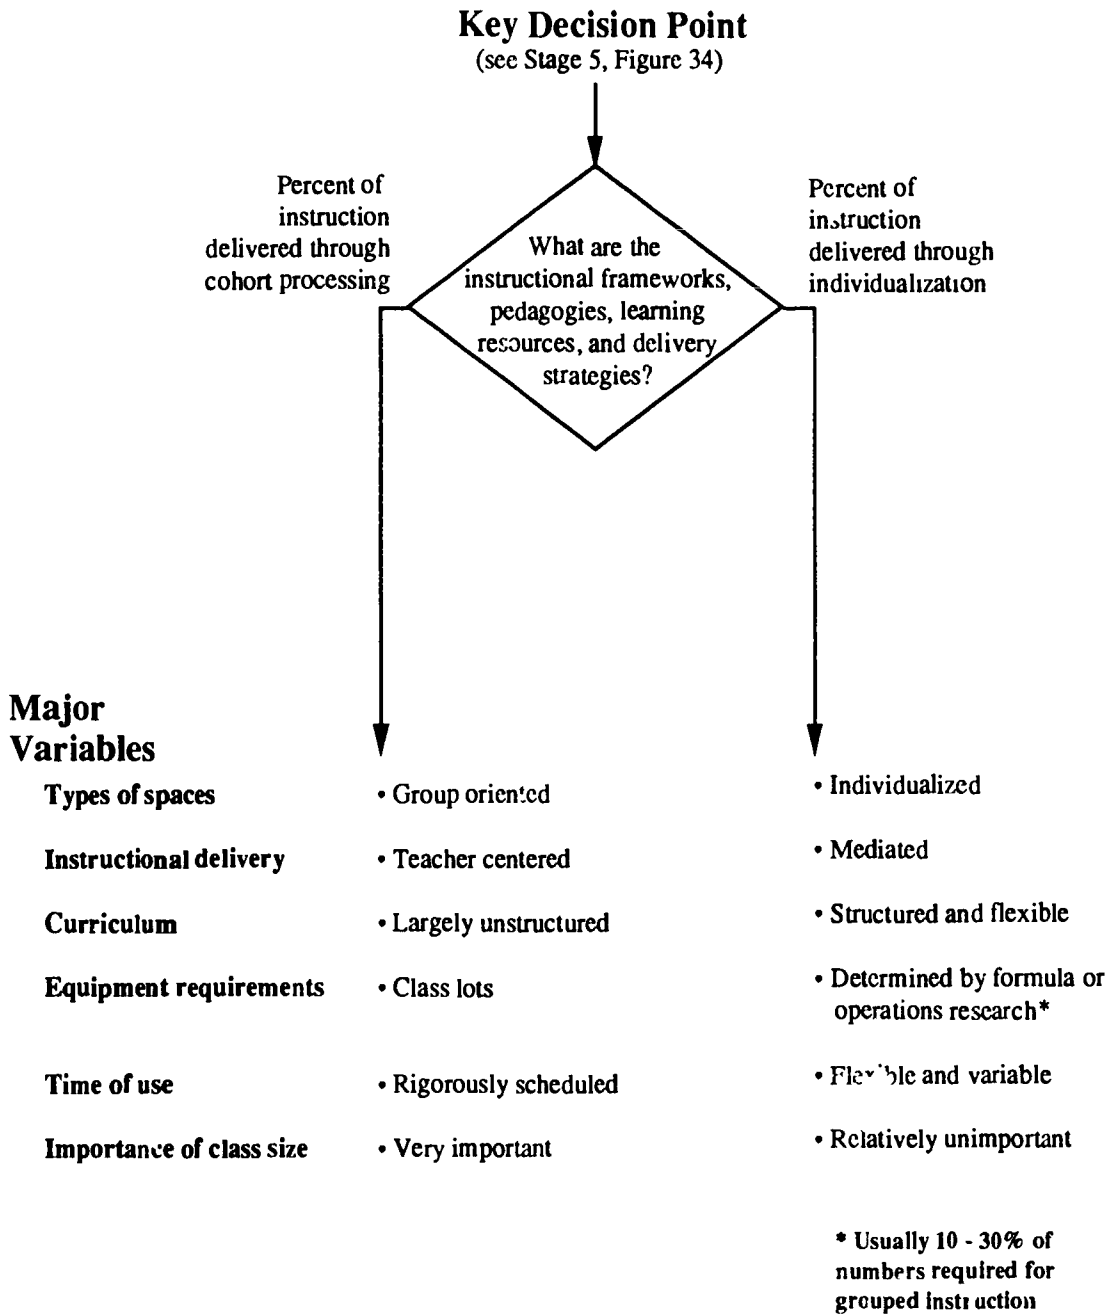 Key Decision Point
(see Stage 5, Figure 34)
Percent of
instruction
delivered through
cohort processing
What are the
instructional frameworks,
pedagogies, learning
resources, and delivery
strategies?
Percent of
instruction
delivered through
individualization
Major
Variables
Types of spaces • Group oriented • Individualized
Instructional delivery • Teacher centered • Mediated
Curriculum • Largely unstructured • Structured and flexible
Equipment requirements • Class lots • Determined by formula or
operations research*
Time of use • Rigorously scheduled • Flexible and variable
Importance of class size • Very important • Relatively unimportant
* Usually 10 - 30% of
numbers required for
grouped instruction